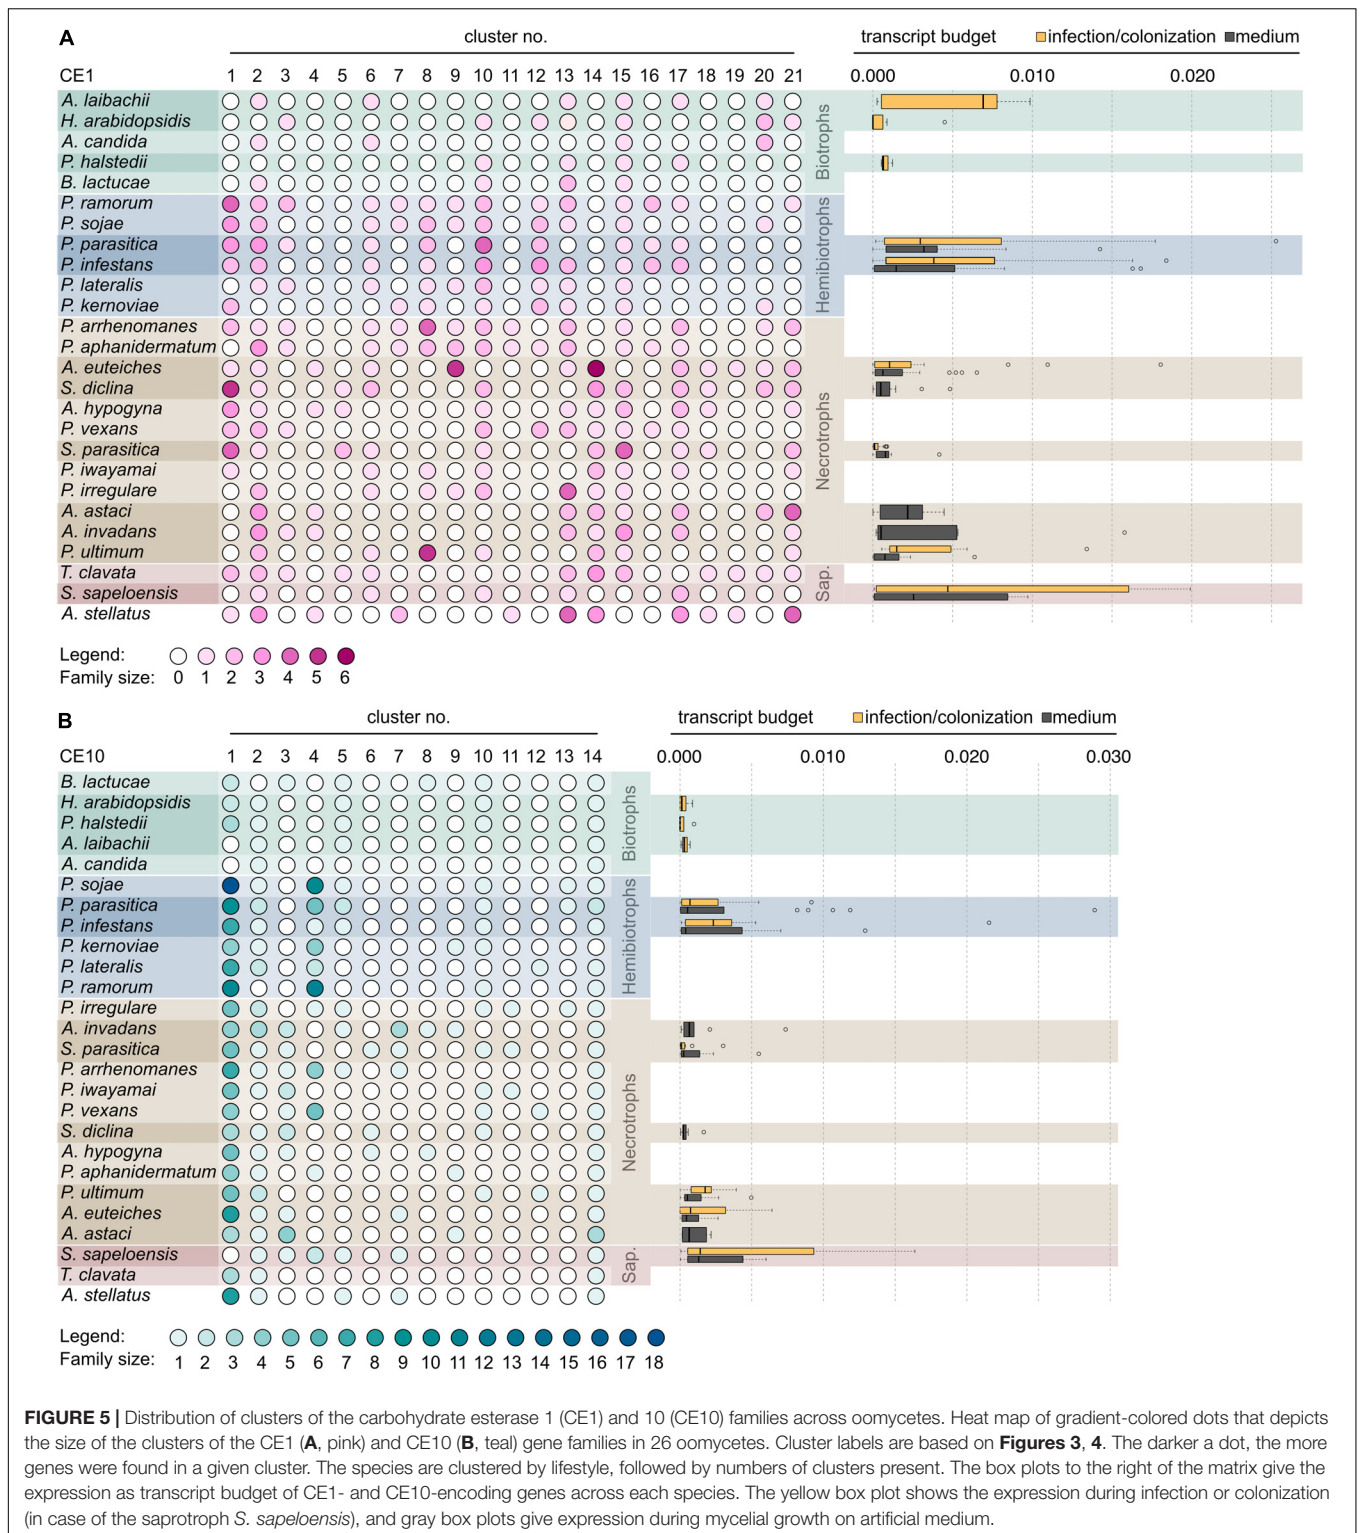 A
cluster no.
transcript budget infection/colonization medium
CE1 1 2 3 4 5 6 7 8 9 10 11 12 13 14 15 16 17 18 19 20 21 0.000 0.010 0.020
A. laibachii
H. arabidopsidis
A. candida
P. halstedii
B. lactucae
Biotrophs
P. ramorum
P. sojae
P. parasitica
P. infestans
P. lateralis
P. kernoviae
Hemibiotrophs
P. arrhenomanes
P. aphanidermatum
A. euteiches
S. diclina
A. hypogyna
P. vexans
S. parasitica
P. iwayamai
P. irregulare
A. astaci
A. invadans
P. ultimum
Necrotrophs
T. clavata
S. sapeloensis
Sap.
A. stellatus
Legend:
Family size: 0 1 2 3 4 5 6
B
cluster no.
transcript budget infection/colonization medium
CE10 1 2 3 4 5 6 7 8 9 10 11 12 13 14 0.000 0.010 0.020 0.030
B. lactucae
H. arabidopsidis
P. halstedii
A. laibachii
A. candida
Biotrophs
P. sojae
P. parasitica
P. infestans
P. kernoviae
P. lateralis
P. ramorum
Hemibiotrophs
P. irregulare
A. invadans
S. parasitica
P. arrhenomanes
P. iwayamai
P. vexans
S. diclina
A. hypogyna
P. aphanidermatum
P. ultimum
A. euteiches
A. astaci
Necrotrophs
S. sapeloensis
T. clavata
Sap.
A. stellatus
Legend:
Family size: 1 2 3 4 5 6 7 8 9 10 11 12 13 14 15 16 17 18
FIGURE 5 | Distribution of clusters of the carbohydrate esterase 1 (CE1) and 10 (CE10) families across oomycetes. Heat map of gradient-colored dots that depicts
the size of the clusters of the CE1 (A, pink) and CE10 (B, teal) gene families in 26 oomycetes. Cluster labels are based on Figures 3, 4. The darker a dot, the more
genes were found in a given cluster. The species are clustered by lifestyle, followed by numbers of clusters present. The box plots to the right of the matrix give the
expression as transcript budget of CE1- and CE10-encoding genes across each species. The yellow box plot shows the expression during infection or colonization
(in case of the saprotroph S. sapeloensis), and gray box plots give expression during mycelial growth on artificial medium.